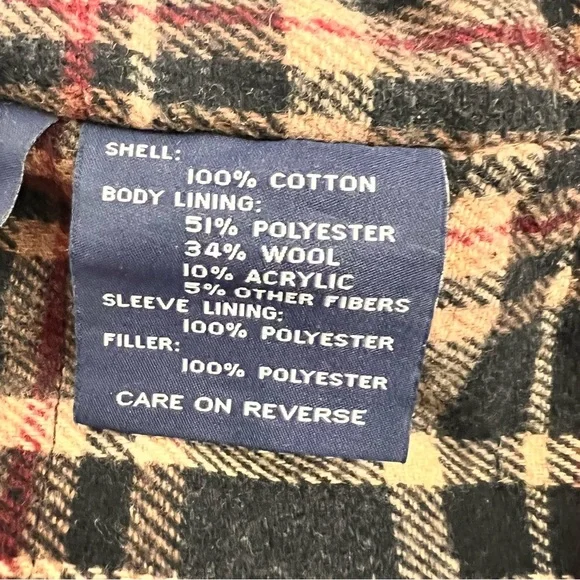 SHELL:
100% COTTON
BODY LINING:
51% POLYESTER
34% WOOL
10% ACRYLIC
5% OTHER FIBERS
SLEEVE LINING:
100% POLYESTER
FILLER:
100% POLYESTER
CARE ON REVERSE